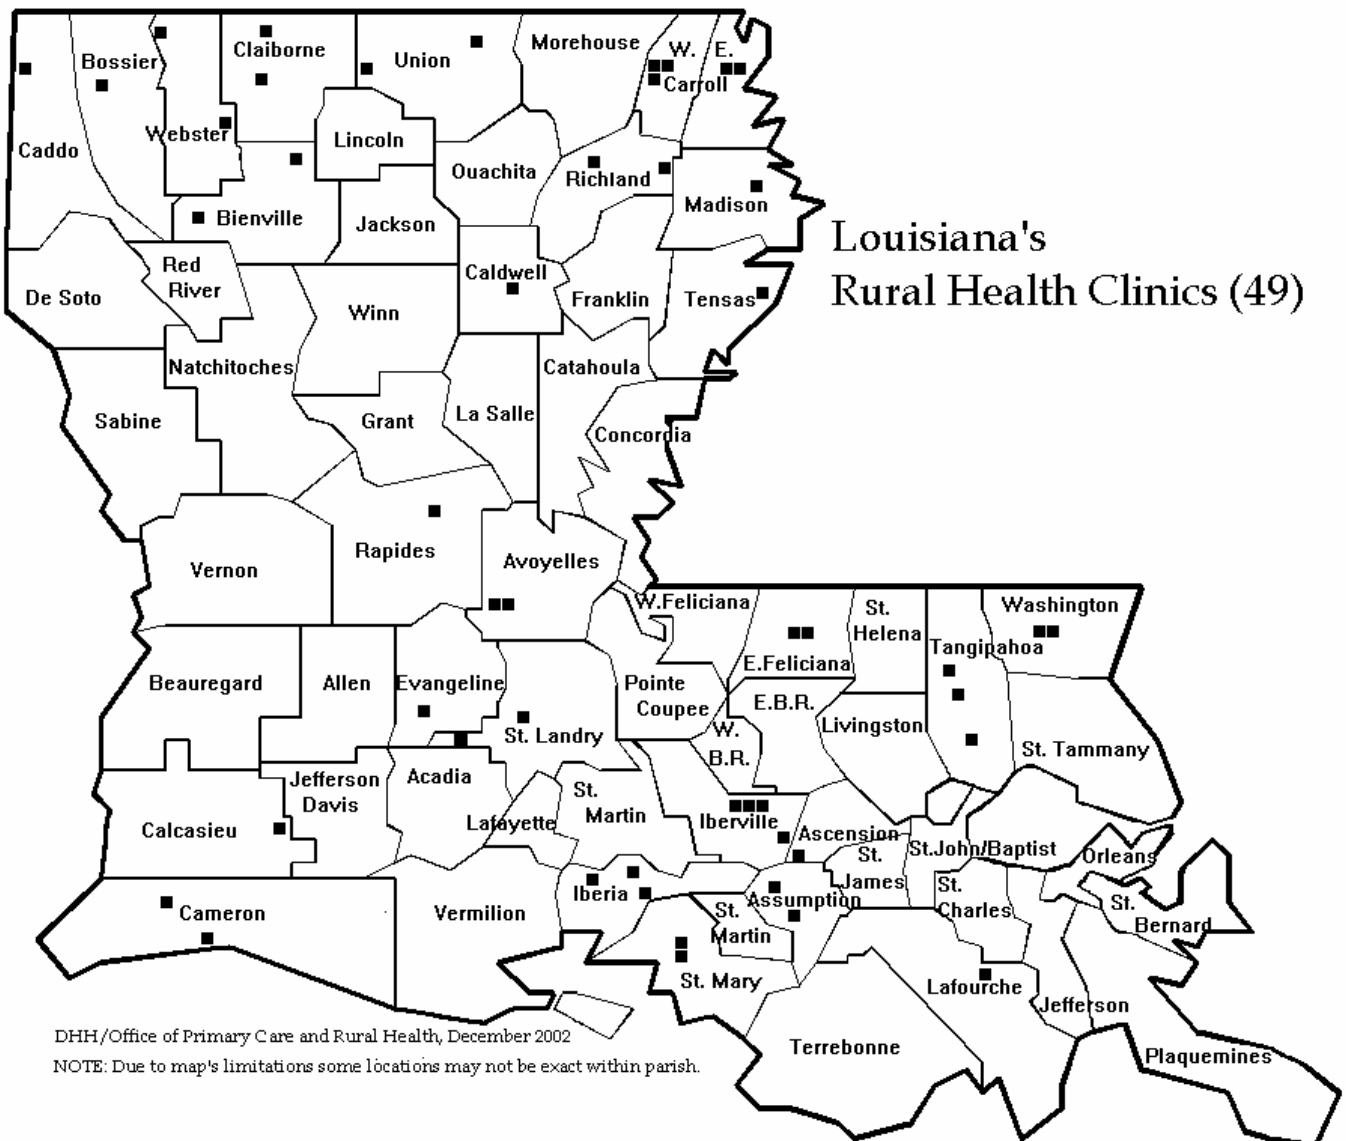 Morehouse
W. E.
Claiborne
Bossier
Union
Carroll
Webster
Lincoln
Caddo
Ouachita
Richland
Madison
Bienville
Jackson
Louisiana's
Rural Health Clinics (49)
Red
River
Caldwell
De Soto
Franklin
Tensas
Winn
Natchitoches
Catahoula
Sabine
Grant
La Salle
Concordia
Rapides
Avoyelles
Vernon
W.Feliciana
St.
Helena
Washington
Tangipahoa
E.Feliciana
Beauregard
Allen
Evangeline
Pointe
Coupee
E.B.R.
W.
B.R.
Livingston
St. Landry
St. Tammany
Jefferson
Davis
Acadia
St.
Martin
Lafayette
Calcasieu
Iberville
Ascension
St.
James
St.John/Baptist
Orleans
Iberia
Assumption
St.
Charles
St.
Bernard
Cameron
Vermilion
St.
Martin
St. Mary
Lafourche
Jefferson
DHH/Office of Primary Care and Rural Health, December 2002
Terrebonne
Plaquemines
NOTE: Due to map's limitations some locations may not be exact within parish.